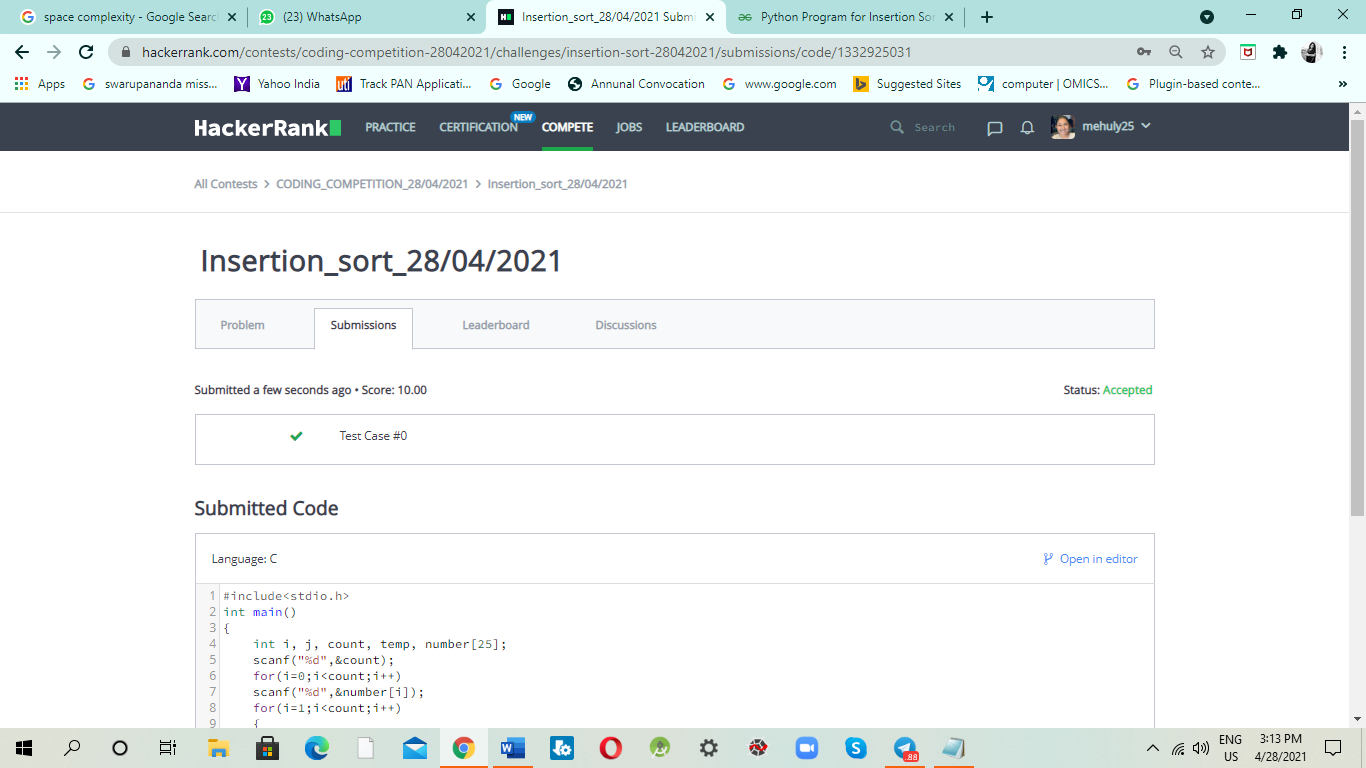 space complexity - Google Searc
(23) WhatsApp
Insertion_sort_28/04/2021 Submi
Python Program for Insertion Sor
hackerrank.com/contests/coding-competition-28042021/challenges/insertion-sort-28042021/submissions/code/1332925031
Apps
swarupananda miss...
Yahoo India
Track PAN Applicati...
Google
Annunal Convocation
www.google.com
Suggested Sites
computer | OMICS...
Plugin-based conte...
»
HackerRank
PRACTICE
CERTIFICATION
NEW
COMPETE
JOBS
LEADERBOARD
Search
mehuly25
All Contests > CODING_COMPETITION_28/04/2021 > Insertion_sort_28/04/2021
Insertion_sort_28/04/2021
Problem
Submissions
Leaderboard
Discussions
Submitted a few seconds ago • Score: 10.00
Status: Accepted
Test Case #0
Submitted Code
Language: C
Open in editor
1 #include<stdio.h>
2 int main()
3 {
4 int i, j, count, temp, number[25];
5 scanf("%d",&count);
6 for(i=0;i<count;i++)
7 scanf("%d",&number[i]);
8 for(i=1;i<count;i++)
9 {
.88
ENG
US
3:13 PM
4/28/2021